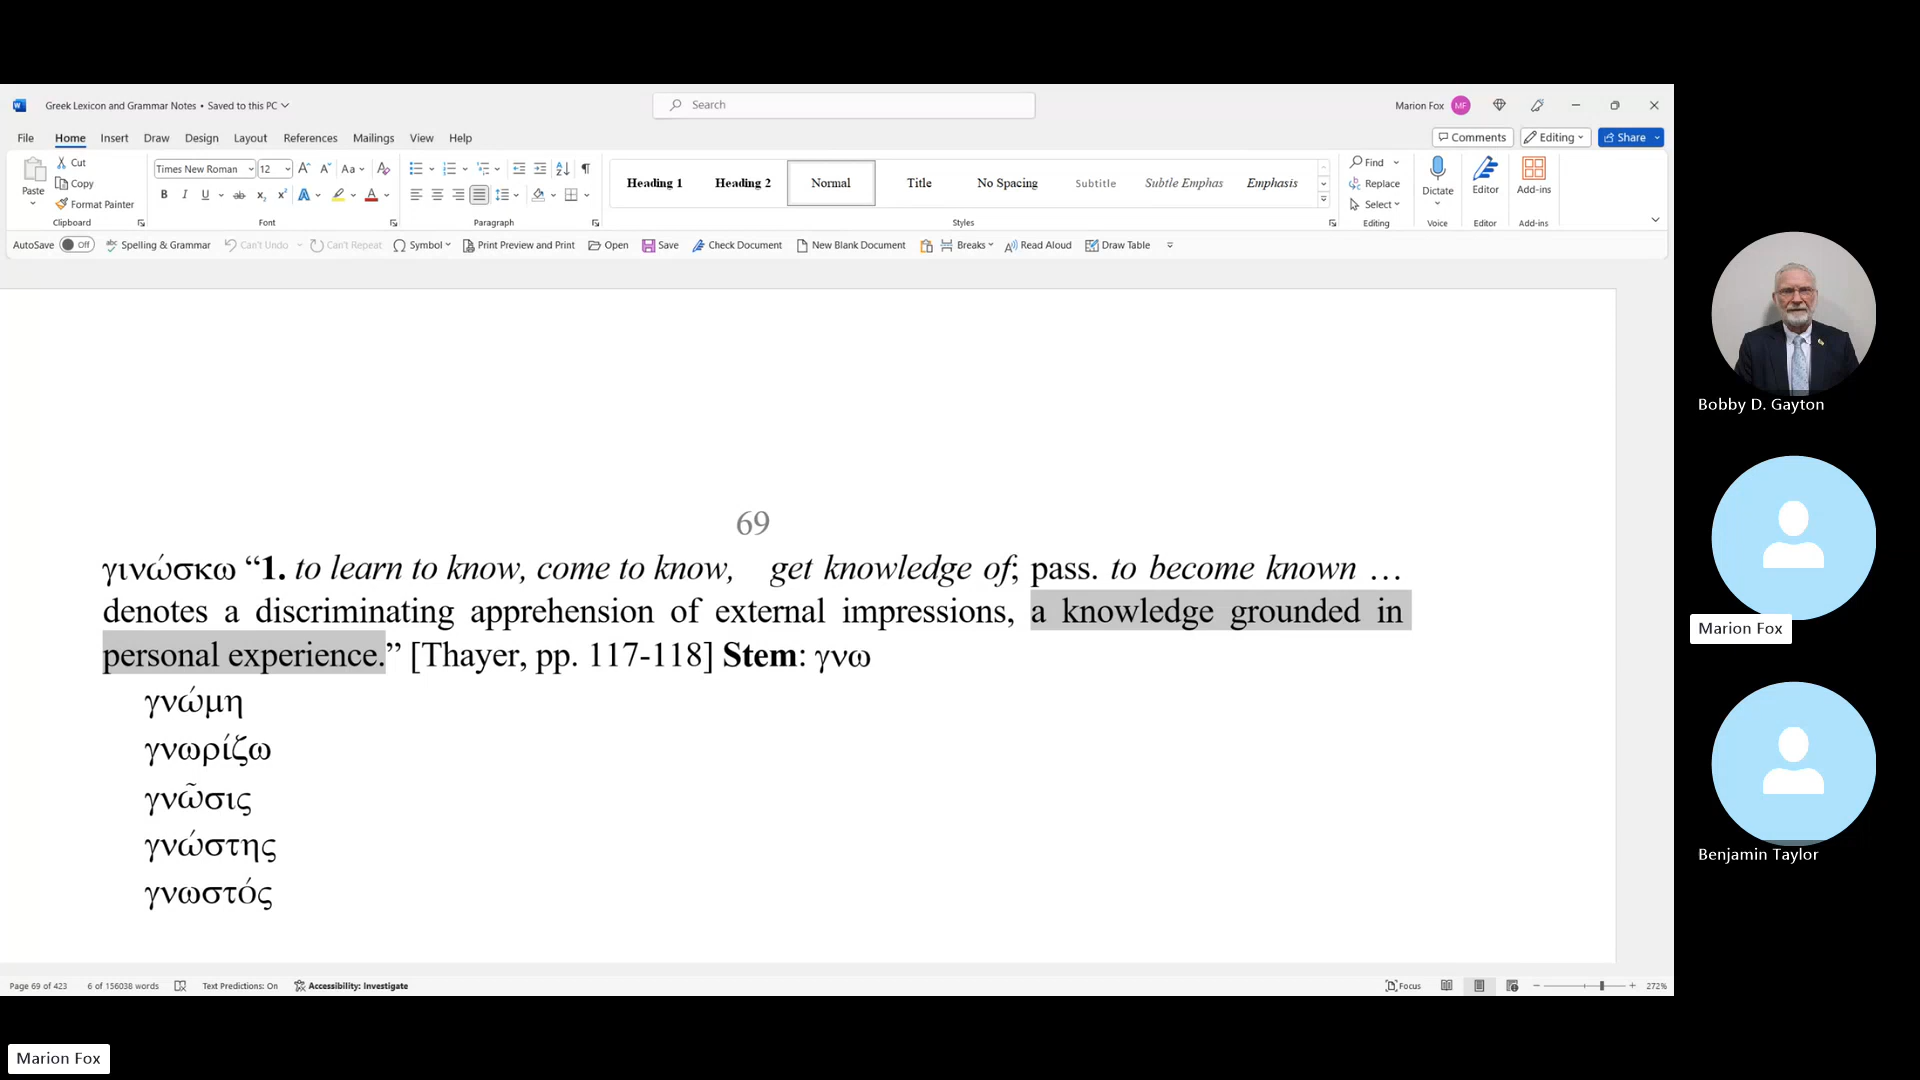 Greek Lexicon and Grammar Notes • Saved to this PC
Search
Marion Fox MF
File Home Insert Draw Design Layout References Mailings View Help
Comments Editing Share
Paste Cut Copy Format Painter
Times New Roman 12
Aa
B I U ab x₂ x² A A
Heading 1 Heading 2 Normal Title No Spacing Subtitle Subtle Emphas Emphasis
Find Replace Select
Dictate Editor Add-ins
Clipboard Font Paragraph Styles Editing Voice Editor Add-ins
AutoSave Off Spelling & Grammar Can't Undo Can't Repeat Symbol Print Preview and Print Open Save Check Document New Blank Document Breaks Read Aloud Draw Table
69
γινώσκω “1. to learn to know, come to know, get knowledge of; pass. to become known …
denotes a discriminating apprehension of external impressions, a knowledge grounded in
personal experience.” [Thayer, pp. 117-118] Stem: γνω
γνώμη
γνωρίζω
γνῶσις
γνώστης
γνωστός
Page 69 of 423 6 of 156038 words Text Predictions: On Accessibility: Investigate Focus 272%
Bobby D. Gayton
Marion Fox
Benjamin Taylor
Marion Fox